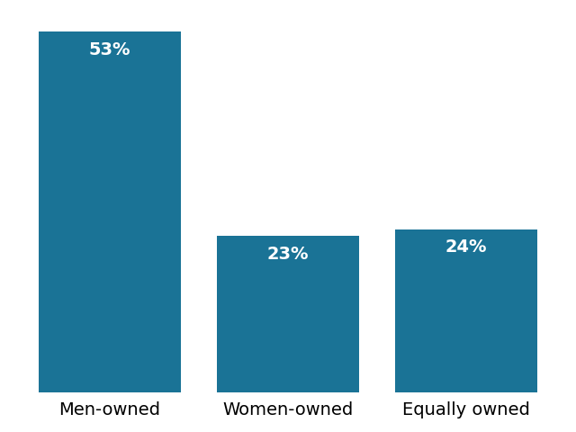 53%
23%
24%
Men-owned
Women-owned
Equally owned